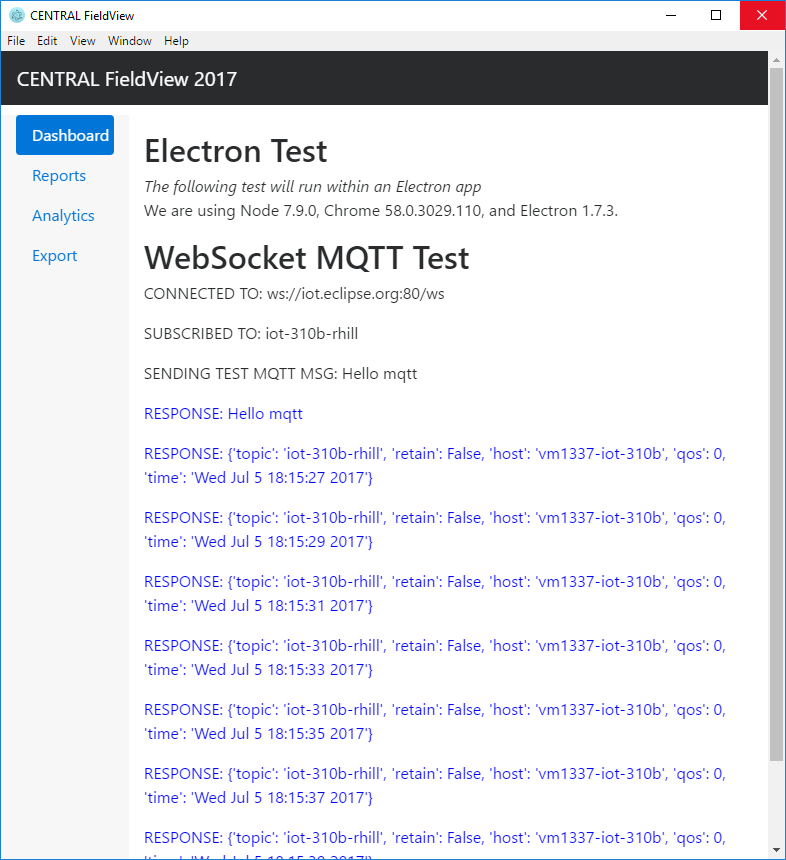 CENTRAL FieldView
File Edit View Window Help
CENTRAL FieldView 2017
Dashboard
Reports
Analytics
Export
Electron Test
The following test will run within an Electron app
We are using Node 7.9.0, Chrome 58.0.3029.110, and Electron 1.7.3.
WebSocket MQTT Test
CONNECTED TO: ws://iot.eclipse.org:80/ws
SUBSCRIBED TO: iot-310b-rhill
SENDING TEST MQTT MSG: Hello mqtt
RESPONSE: Hello mqtt
RESPONSE: {'topic': 'iot-310b-rhill', 'retain': False, 'host': 'vm1337-iot-310b', 'qos': 0,
'time': 'Wed Jul 5 18:15:27 2017'}
RESPONSE: {'topic': 'iot-310b-rhill', 'retain': False, 'host': 'vm1337-iot-310b', 'qos': 0,
'time': 'Wed Jul 5 18:15:29 2017'}
RESPONSE: {'topic': 'iot-310b-rhill', 'retain': False, 'host': 'vm1337-iot-310b', 'qos': 0,
'time': 'Wed Jul 5 18:15:31 2017'}
RESPONSE: {'topic': 'iot-310b-rhill', 'retain': False, 'host': 'vm1337-iot-310b', 'qos': 0,
'time': 'Wed Jul 5 18:15:33 2017'}
RESPONSE: {'topic': 'iot-310b-rhill', 'retain': False, 'host': 'vm1337-iot-310b', 'qos': 0,
'time': 'Wed Jul 5 18:15:35 2017'}
RESPONSE: {'topic': 'iot-310b-rhill', 'retain': False, 'host': 'vm1337-iot-310b', 'qos': 0,
'time': 'Wed Jul 5 18:15:37 2017'}
RESPONSE: {'topic': 'iot-310b-rhill', 'retain': False, 'host': 'vm1337-iot-310b', 'qos': 0,